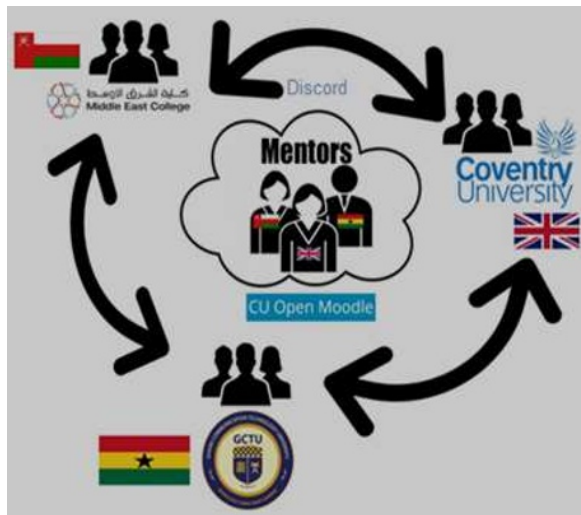 كلية الشرق الأوسط
Middle East College
Discord
Mentors
Coventry
University
CU Open Moodle
GCTU